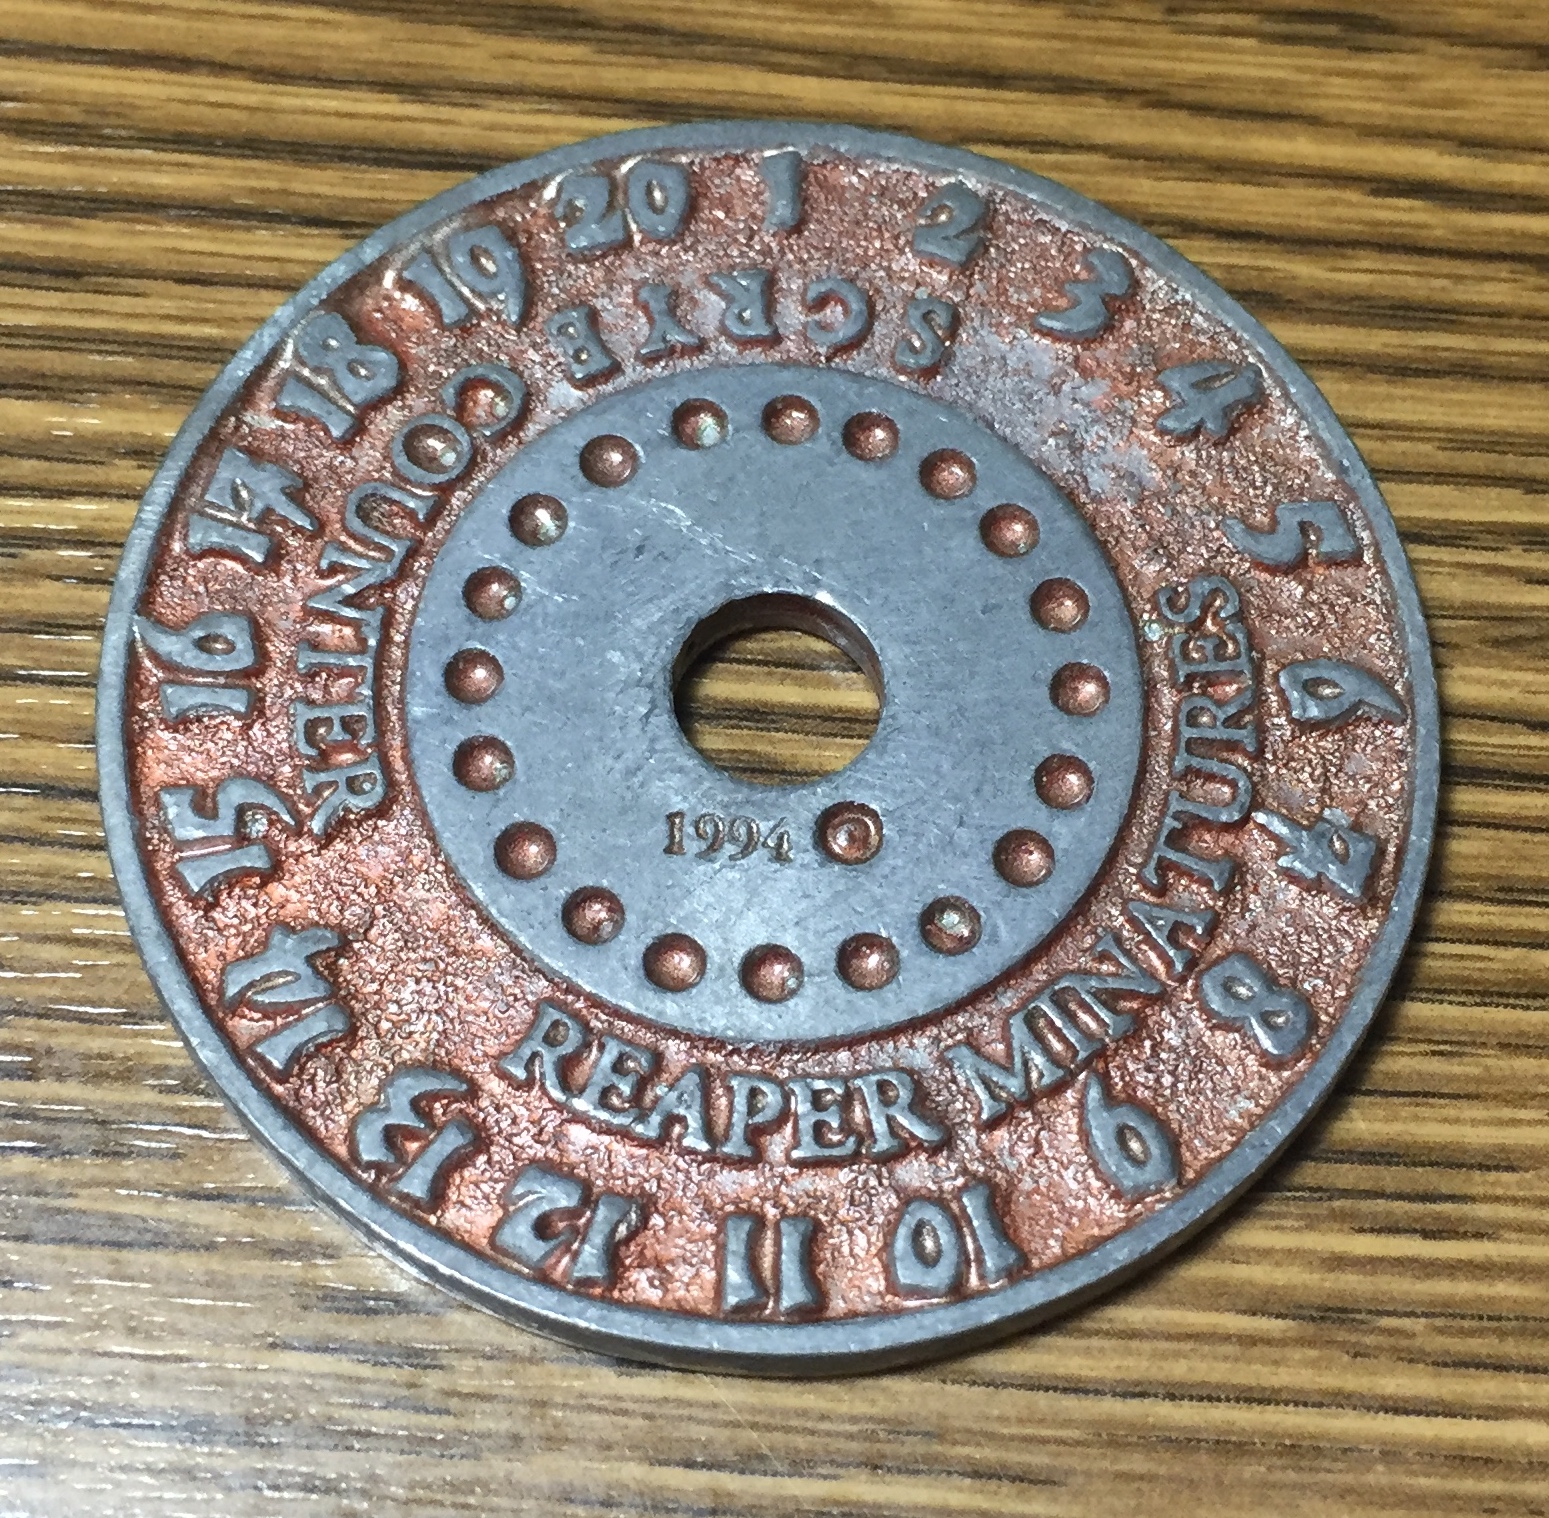 1 2 3 4 5 6 7 8 9 10 11 12 13 14 15 16 17 18 19 20
SCRYE COUNTER
REAPER MINATURES
1994